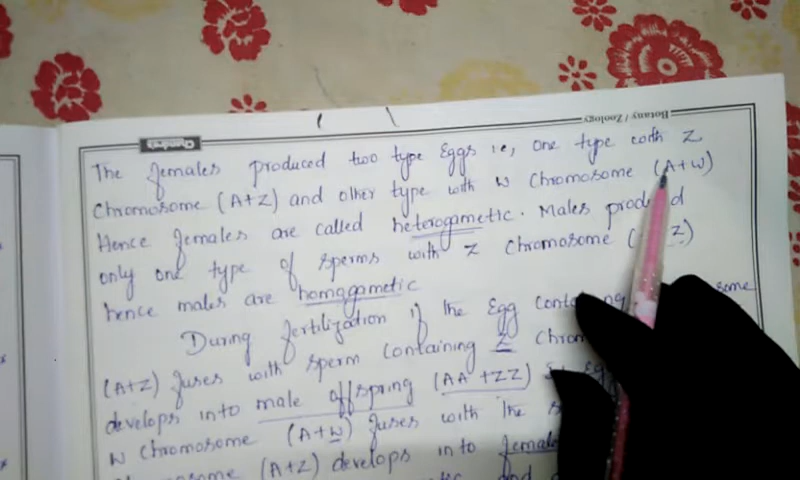 Botany / Zoology
The females produced two type Eggs i.e, one type with Z
Chromosome (A+Z) and other type with W Chromosome (A+W)
Hence females are called heterogametic. Males
only one type of sperms with Z Chromosome ( Z)
hence males are homogametic
During fertilization if the Egg
(A+Z) fuses with sperm containing Z
develops into male offspring (AA+ZZ)
W chromosome (A+W) fuses with the
(A+Z) develops into female
and